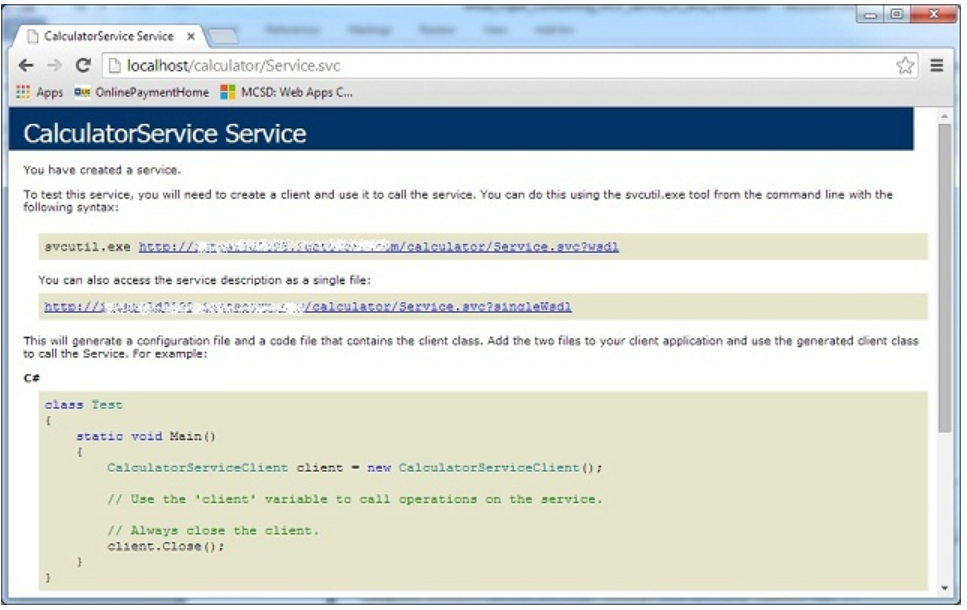 CalculatorService Service
localhost/calculator/Service.svc
Apps OnlinePaymentHome MCSD: Web Apps C...
CalculatorService Service
You have created a service.
To test this service, you will need to create a client and use it to call the service. You can do this using the svcutil.exe tool from the command line with the
following syntax:
svcutil.exe http:// m/calculator/Service.svc?wsdl
You can also access the service description as a single file:
http:// /calculator/Service.svc?singleWsdl
This will generate a configuration file and a code file that contains the client class. Add the two files to your client application and use the generated client class
to call the Service. For example:
C#
class Test
{
static void Main()
{
CalculatorServiceClient client = new CalculatorServiceClient();
// Use the 'client' variable to call operations on the service.
// Always close the client.
client.Close();
}
}